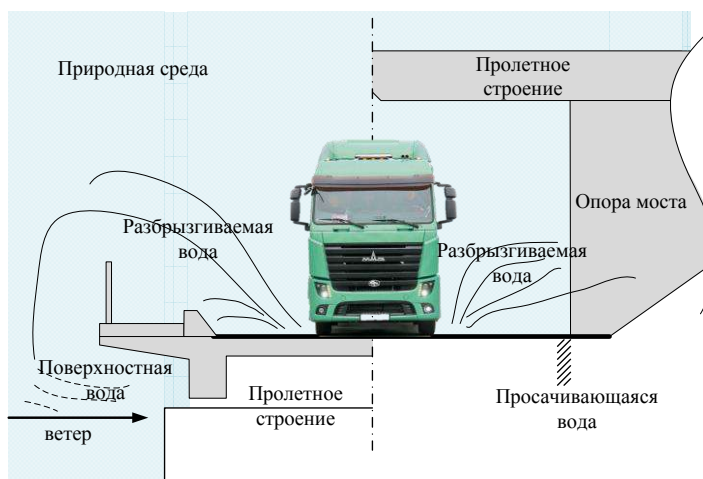 Природная среда
Пролетное
строение
Опора моста
Разбрызгиваемая
вода
Разбрызгиваемая
вода
Поверхностная
вода
ветер
Пролетное
строение
Просачивающаяся
вода